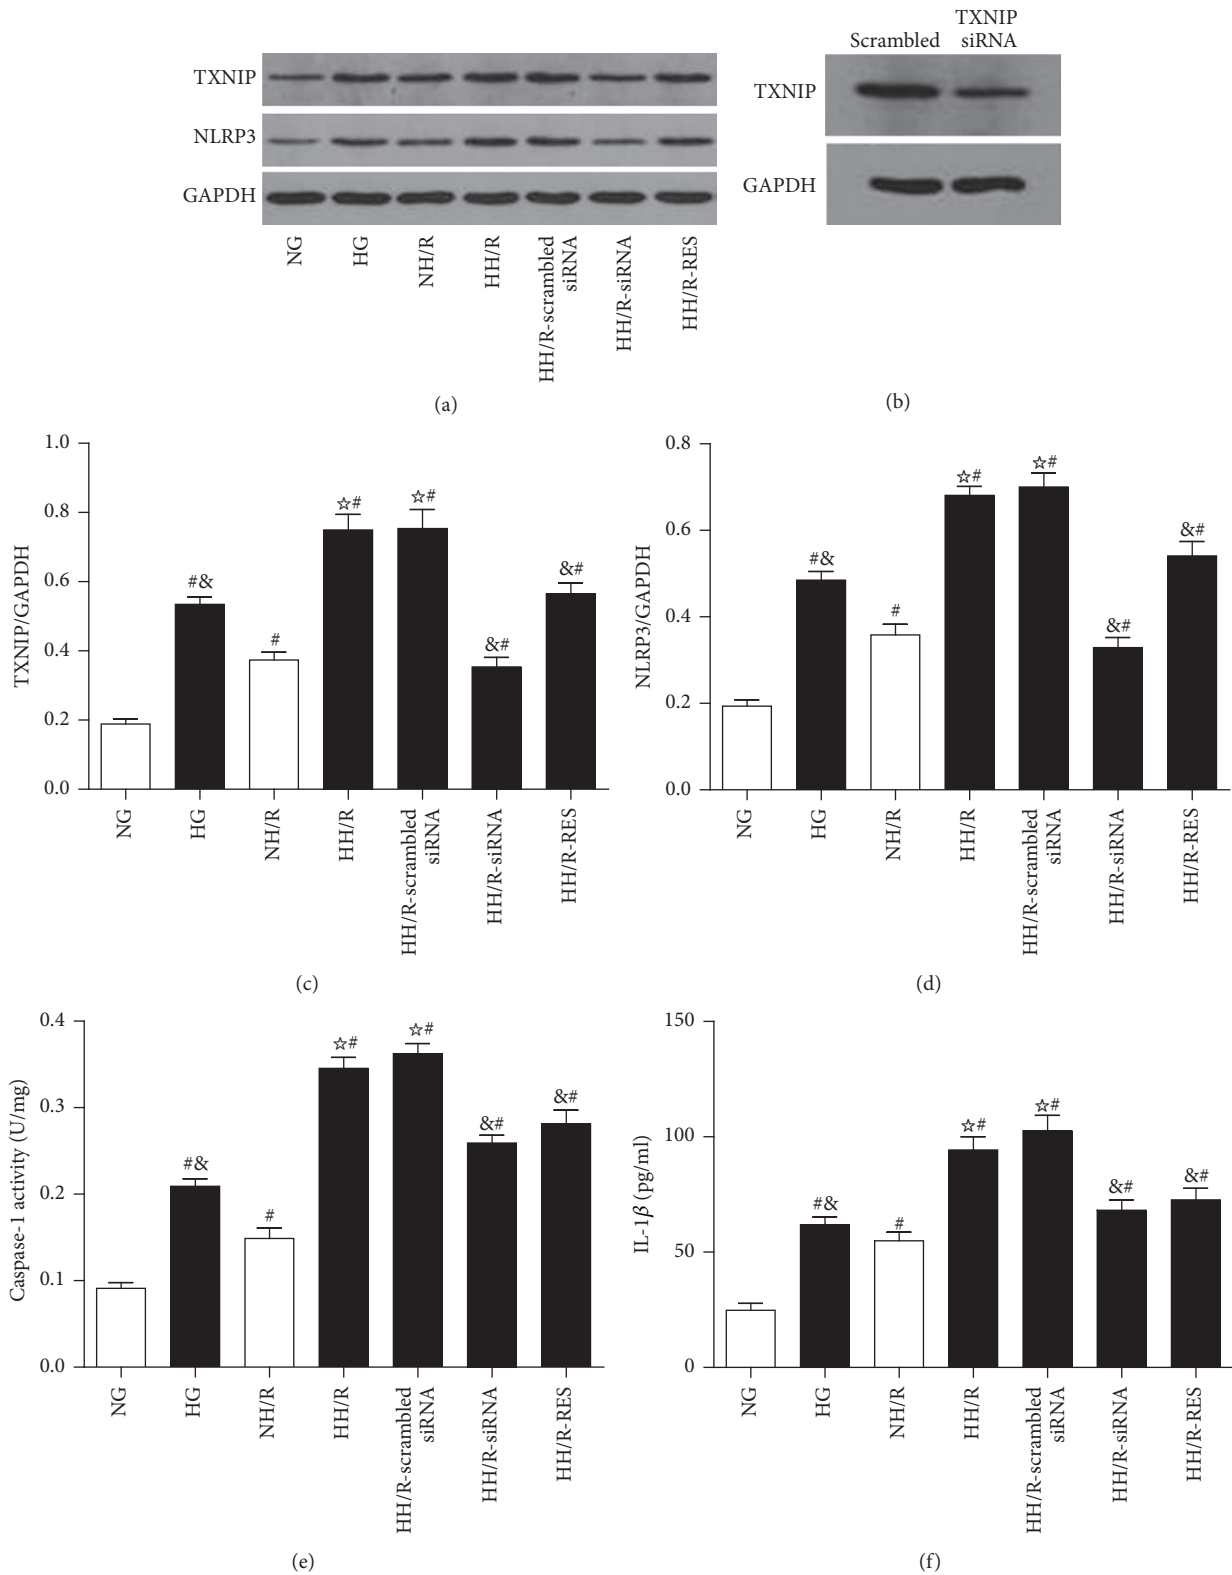 TXNIP
NLRP3
GAPDH
NG
HG
NH/R
HH/R
HH/R-scrambled
siRNA
HH/R-siRNA
HH/R-RES
(a)
Scrambled
TXNIP
siRNA
TXNIP
GAPDH
(b)
TXNIP/GAPDH
1.0
0.8
0.6
0.4
0.2
0.0
#&
#
☆#
☆#
&#
&#
NG
HG
NH/R
HH/R
HH/R-scrambled
siRNA
HH/R-siRNA
HH/R-RES
(c)
NLRP3/GAPDH
0.8
0.6
0.4
0.2
0.0
#&
#
☆#
☆#
&#
&#
NG
HG
NH/R
HH/R
HH/R-scrambled
siRNA
HH/R-siRNA
HH/R-RES
(d)
Caspase-1 activity (U/mg)
0.4
0.3
0.2
0.1
0.0
#&
#
☆#
☆#
&#
&#
NG
HG
NH/R
HH/R
HH/R-scrambled
siRNA
HH/R-siRNA
HH/R-RES
(e)
IL-1β (pg/ml)
150
100
50
0
#&
#
☆#
☆#
&#
&#
NG
HG
NH/R
HH/R
HH/R-scrambled
siRNA
HH/R-siRNA
HH/R-RES
(f)